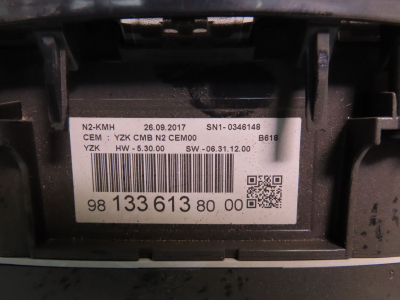 N2-KMH 26.09.2017 SN1-0346148
CEM : YZK CMB N2 CEM00 B618
YZK HW - 5.30.00 SW - 06.31.12.00
98 133 613 80 00